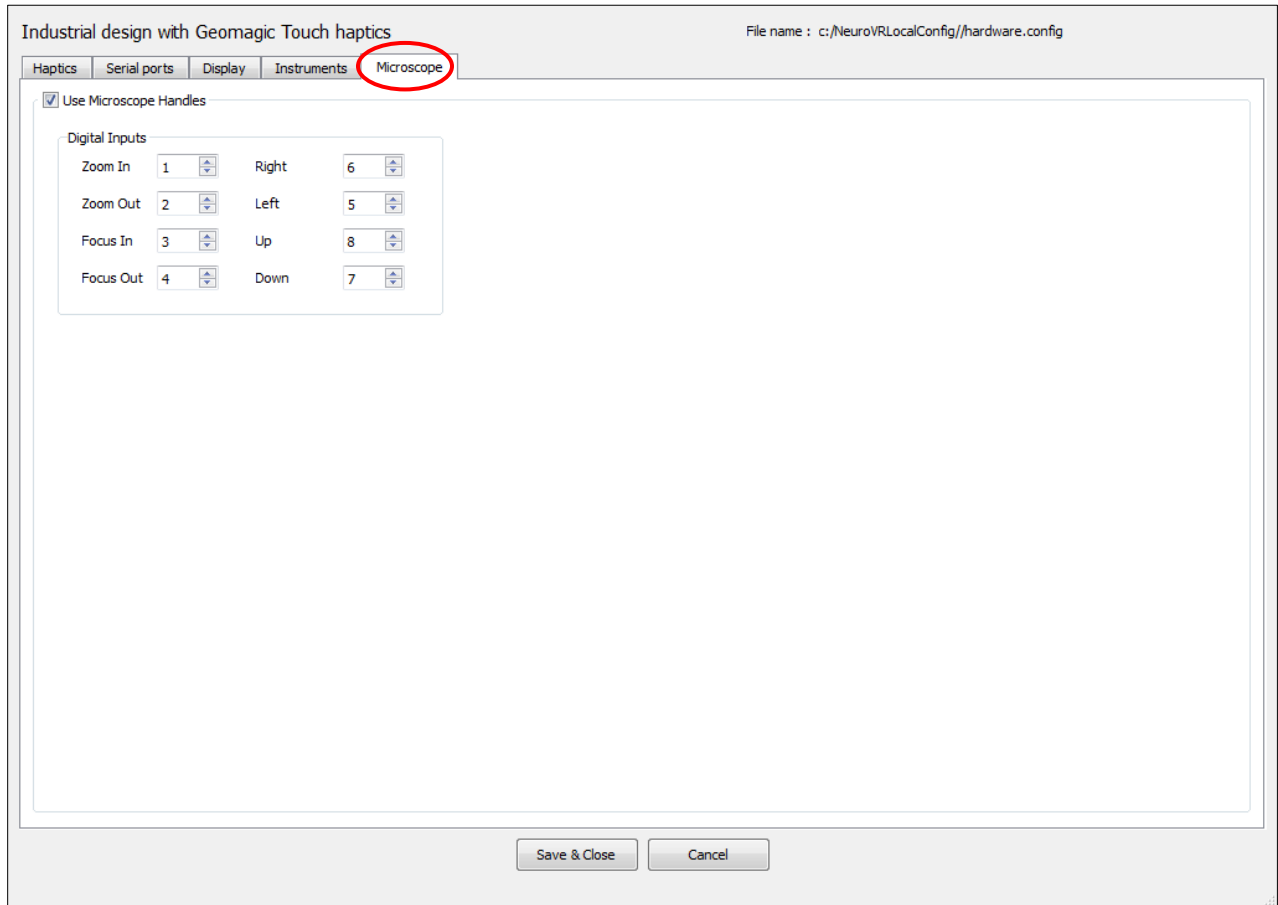 Industrial design with Geomagic Touch haptics
File name : c:/NeuroVRLocalConfig//hardware.config
Haptics Serial ports Display Instruments Microscope
Use Microscope Handles
Digital Inputs
Zoom In 1 Right 6
Zoom Out 2 Left 5
Focus In 3 Up 8
Focus Out 4 Down 7
Save & Close Cancel